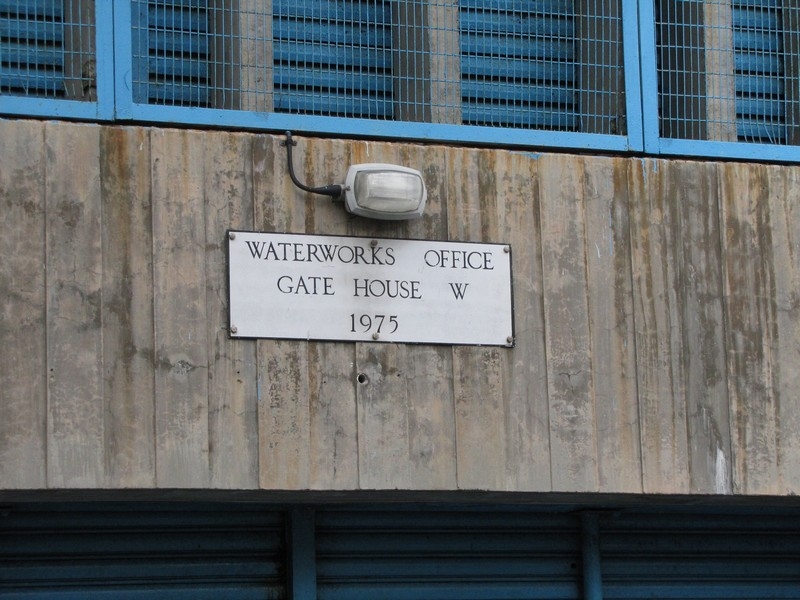 WATERWORKS OFFICE
GATE HOUSE W
1975